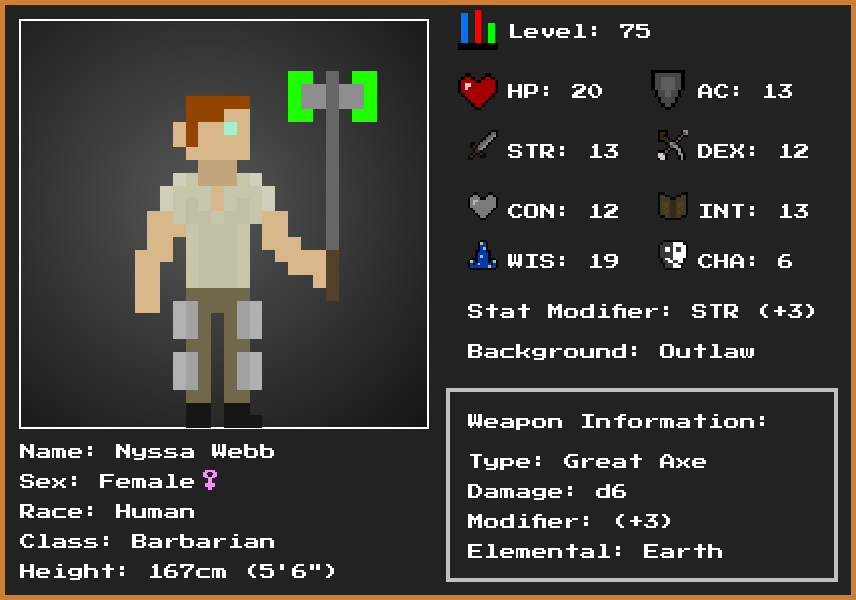 Level: 75
HP: 20
AC: 13
STR: 13
DEX: 12
CON: 12
INT: 13
WIS: 19
CHA: 6
Stat Modifier: STR (+3)
Background: Outlaw
Name: Nyssa Webb
Sex: Female♀
Race: Human
Class: Barbarian
Height: 167cm (5'6")
Weapon Information:
Type: Great Axe
Damage: d6
Modifier: (+3)
Elemental: Earth